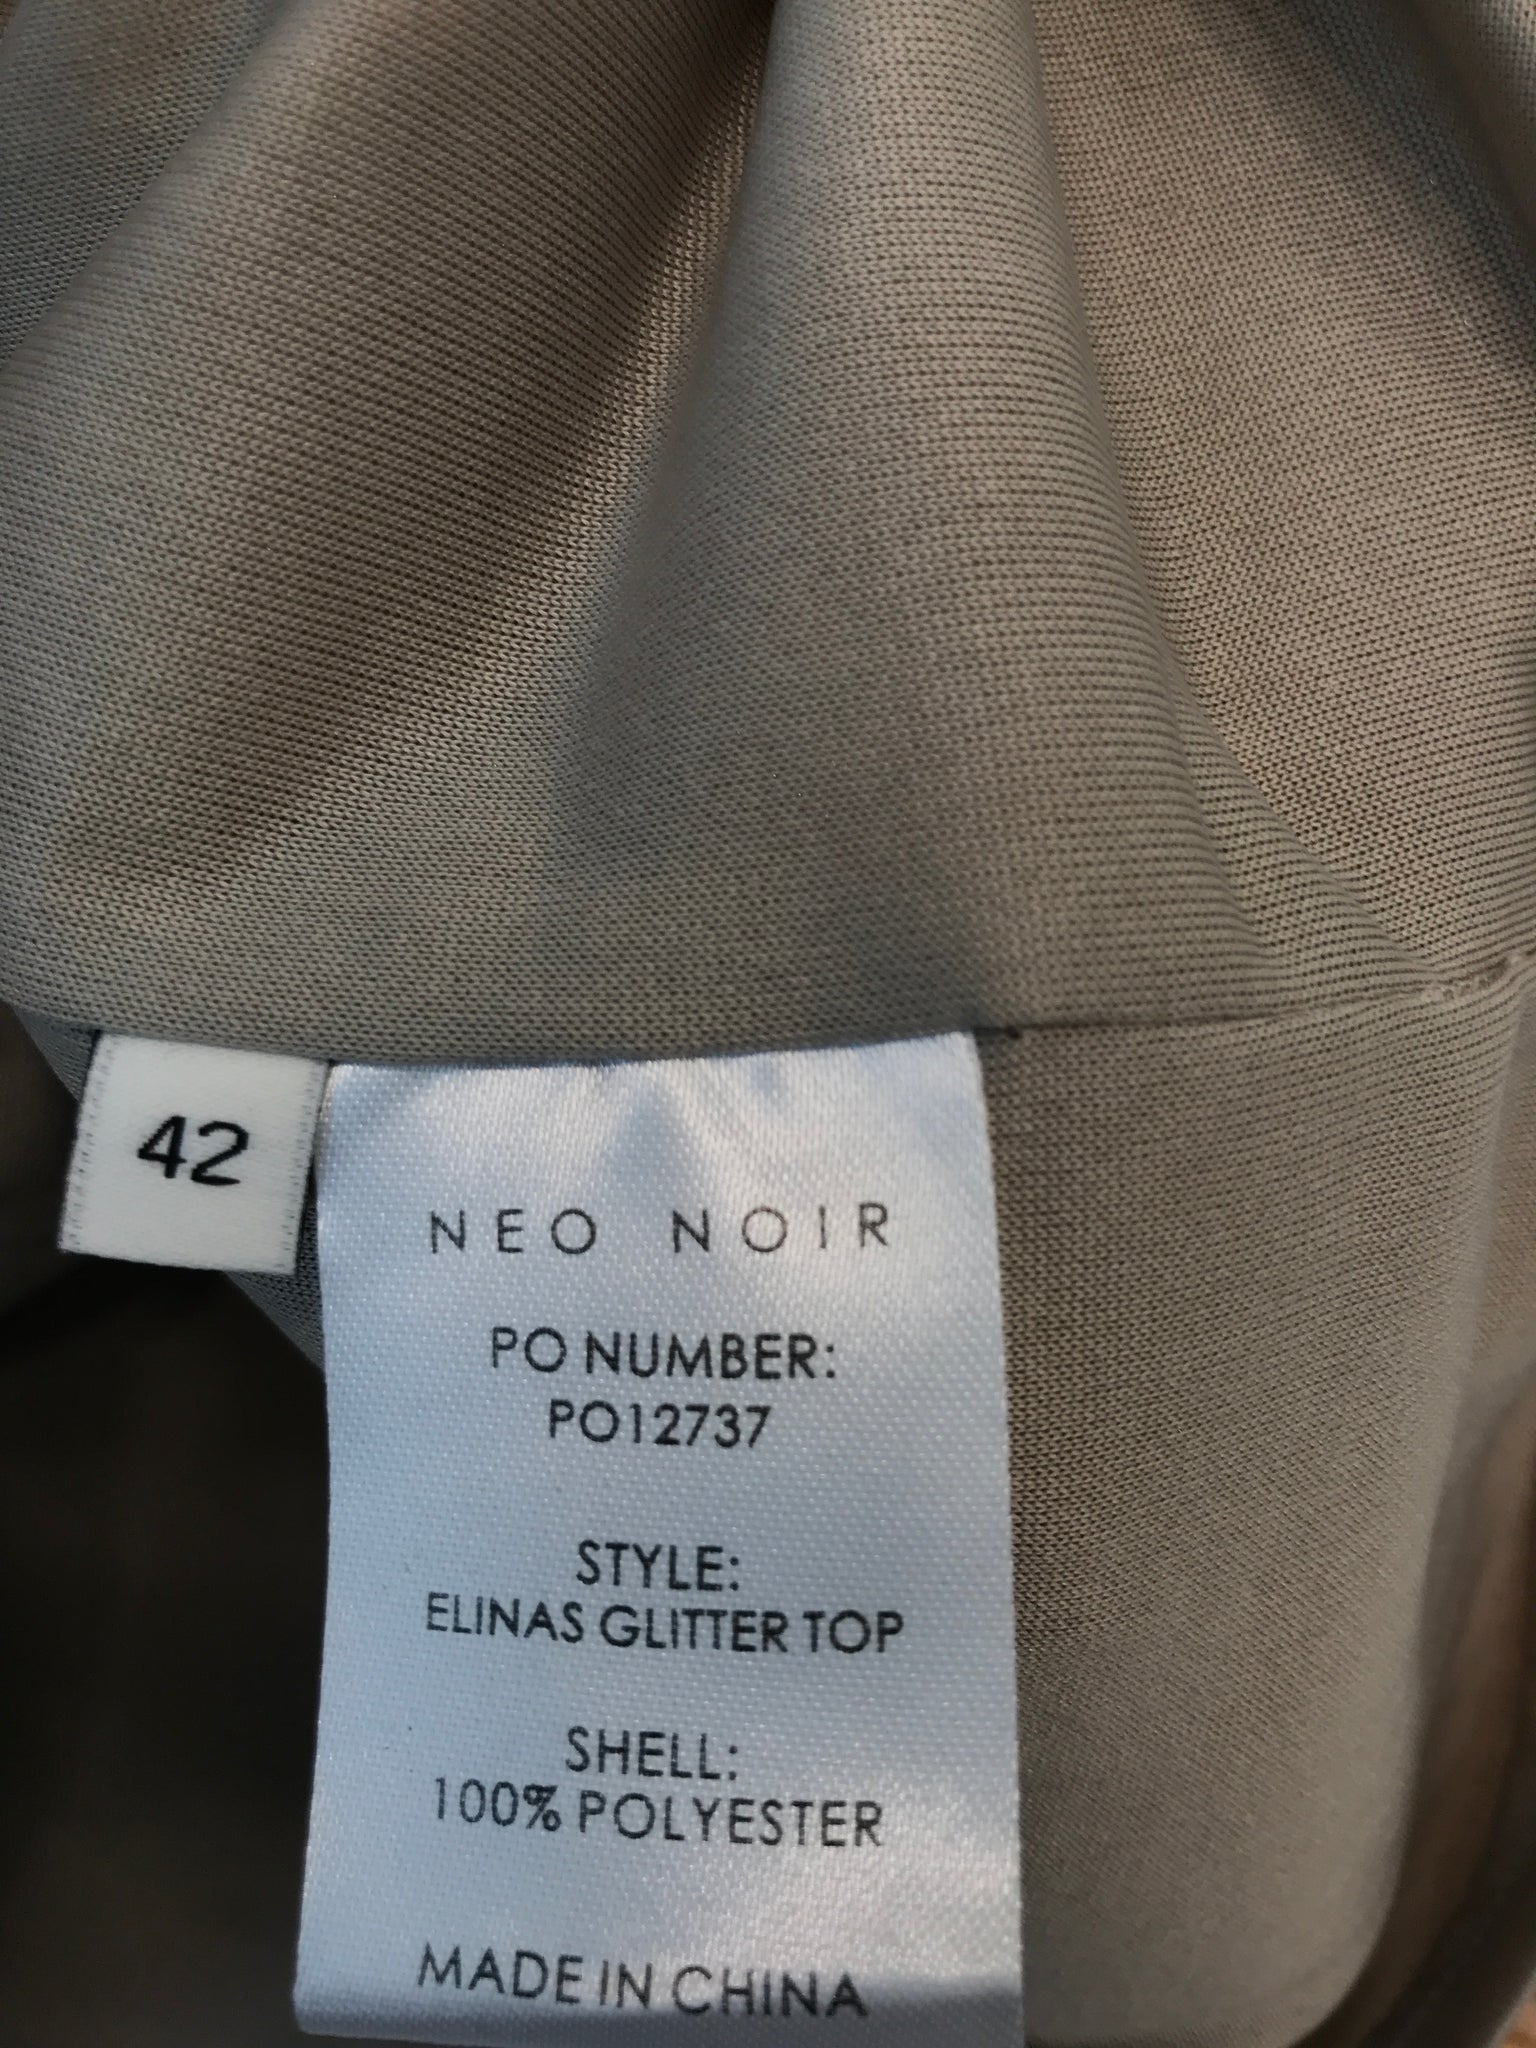 42
NEO NOIR
PO NUMBER:
PO12737
STYLE:
ELINAS GLITTER TOP
SHELL:
100% POLYESTER
MADE IN CHINA